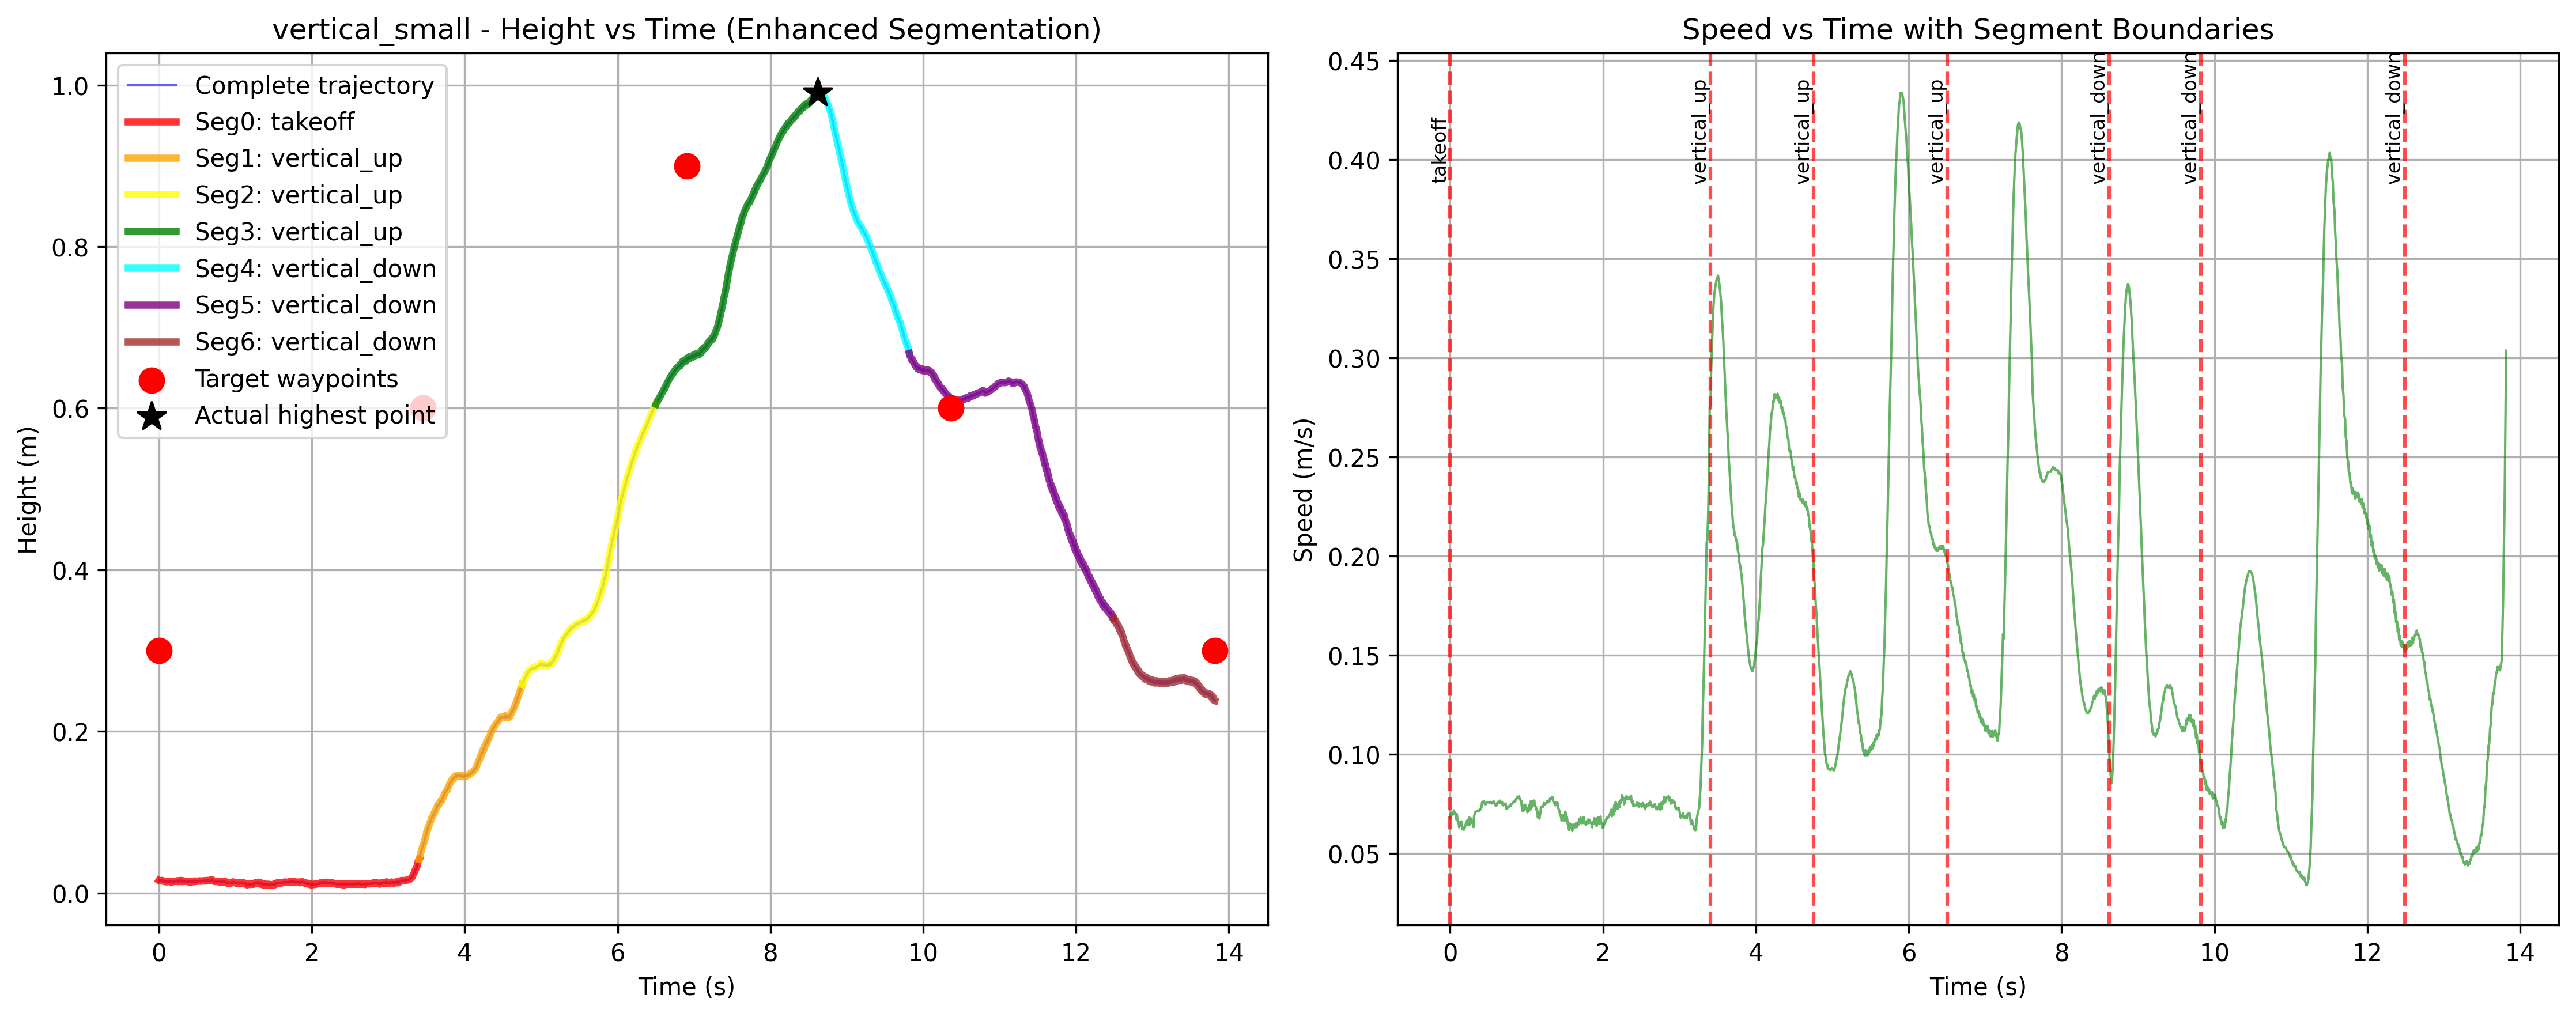 vertical_small - Height vs Time (Enhanced Segmentation)
Height (m)
1.0
0.8
0.6
0.4
0.2
0.0
Complete trajectory
Seg0: takeoff
Seg1: vertical_up
Seg2: vertical_up
Seg3: vertical_up
Seg4: vertical_down
Seg5: vertical_down
Seg6: vertical_down
Target waypoints
Actual highest point
0 2 4 6 8 10 12 14
Time (s)
Speed vs Time with Segment Boundaries
Speed (m/s)
0.45
0.40
0.35
0.30
0.25
0.20
0.15
0.10
0.05
takeoff
vertical_up
vertical_up
vertical_up
vertical_down
vertical_down
vertical_down
0 2 4 6 8 10 12 14
Time (s)